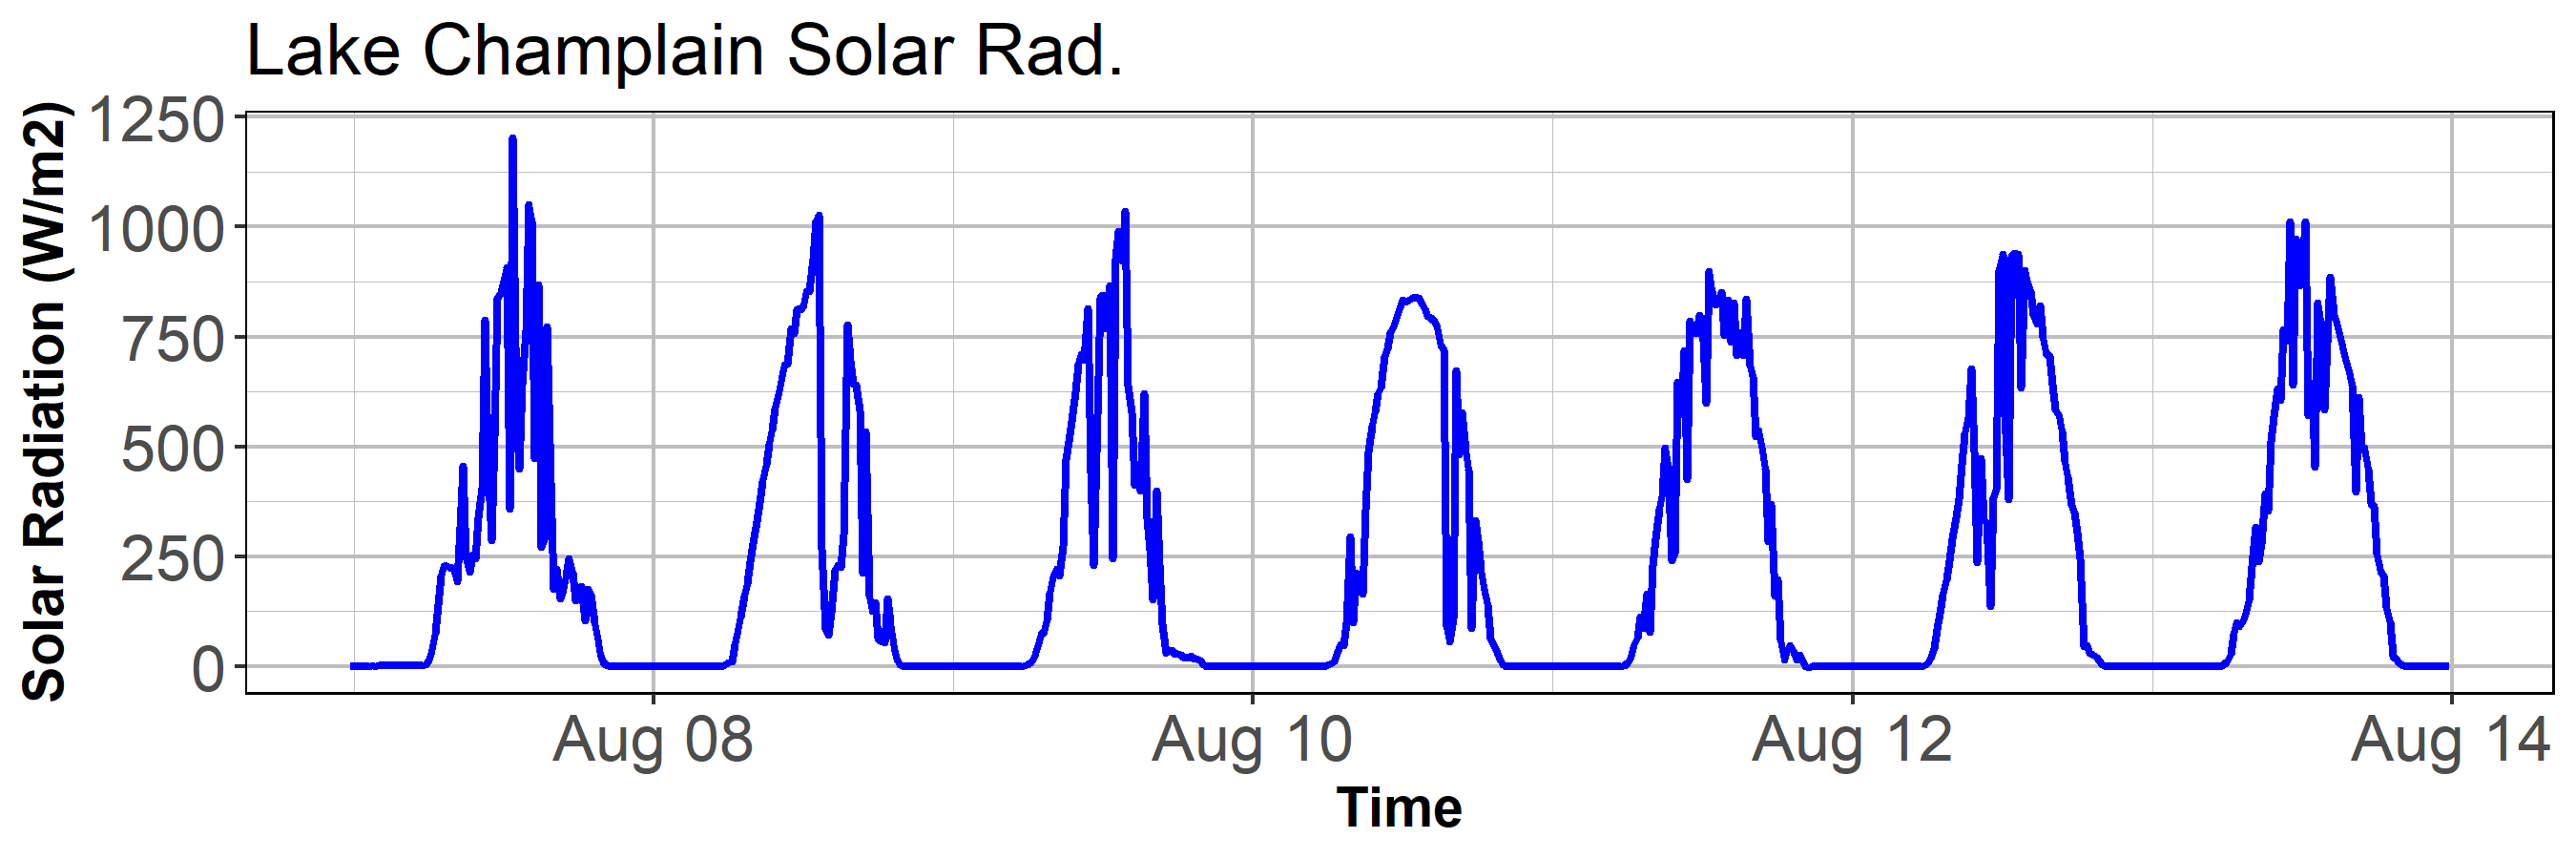 Lake Champlain Solar Rad.
Solar Radiation (W/m2)
1250
1000
750
500
250
0
Aug 08 Aug 10 Aug 12 Aug 14
Time